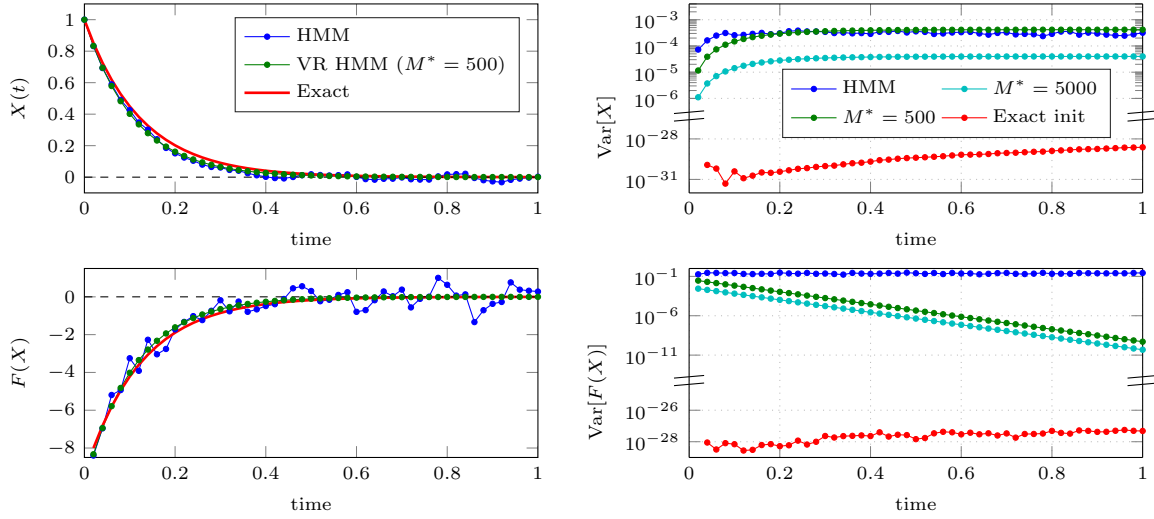 1
0.8
0.6
0.4
0.2
0
X(t)
HMM
VR HMM (M* = 500)
Exact
0 0.2 0.4 0.6 0.8 1
time
10⁻³
10⁻⁴
10⁻⁵
10⁻⁶
10⁻²⁸
10⁻³¹
Var[X]
HMM M* = 5000
M* = 500 Exact init
0 0.2 0.4 0.6 0.8 1
time
0
−2
−4
−6
−8
F(X)
0 0.2 0.4 0.6 0.8 1
time
10⁻¹
10⁻⁶
10⁻¹¹
10⁻²⁶
10⁻²⁸
Var[F(X)]
0 0.2 0.4 0.6 0.8 1
time